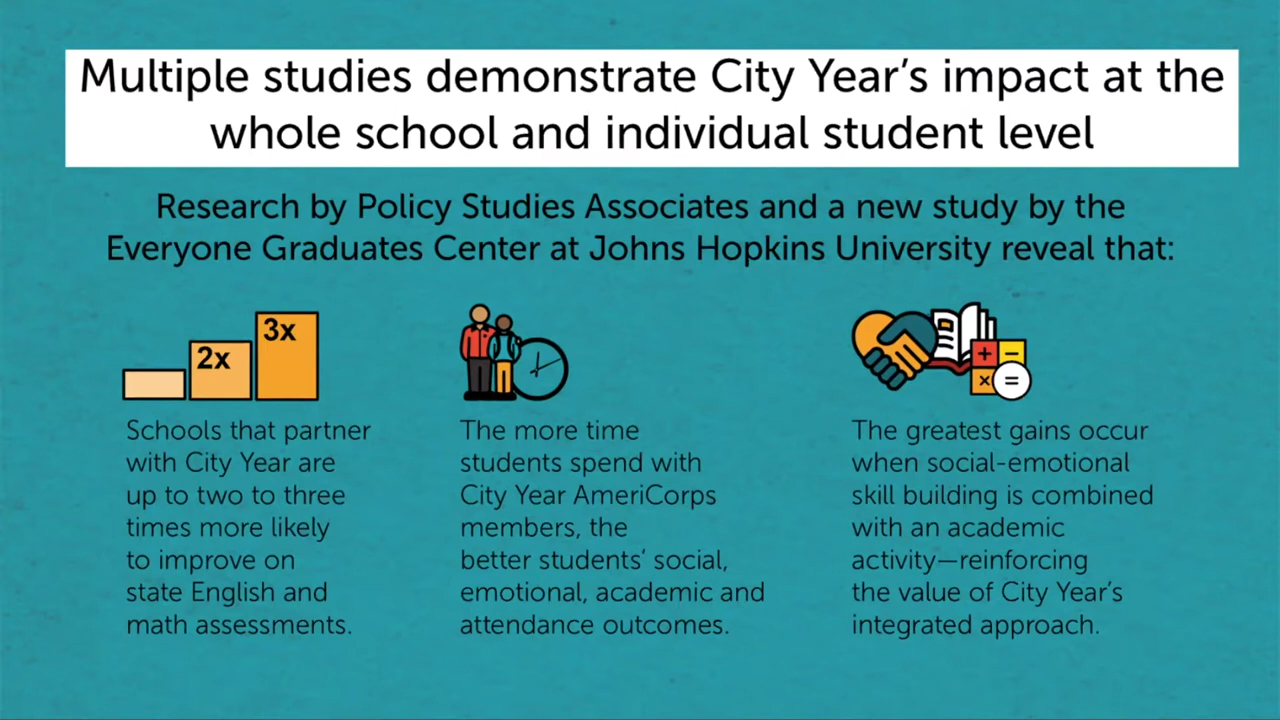 Multiple studies demonstrate City Year’s impact at the
whole school and individual student level
Research by Policy Studies Associates and a new study by the
Everyone Graduates Center at Johns Hopkins University reveal that:
2x
3x
Schools that partner
with City Year are
up to two to three
times more likely
to improve on
state English and
math assessments.
The more time
students spend with
City Year AmeriCorps
members, the
better students’ social,
emotional, academic and
attendance outcomes.
+ −
× =
The greatest gains occur
when social-emotional
skill building is combined
with an academic
activity—reinforcing
the value of City Year’s
integrated approach.